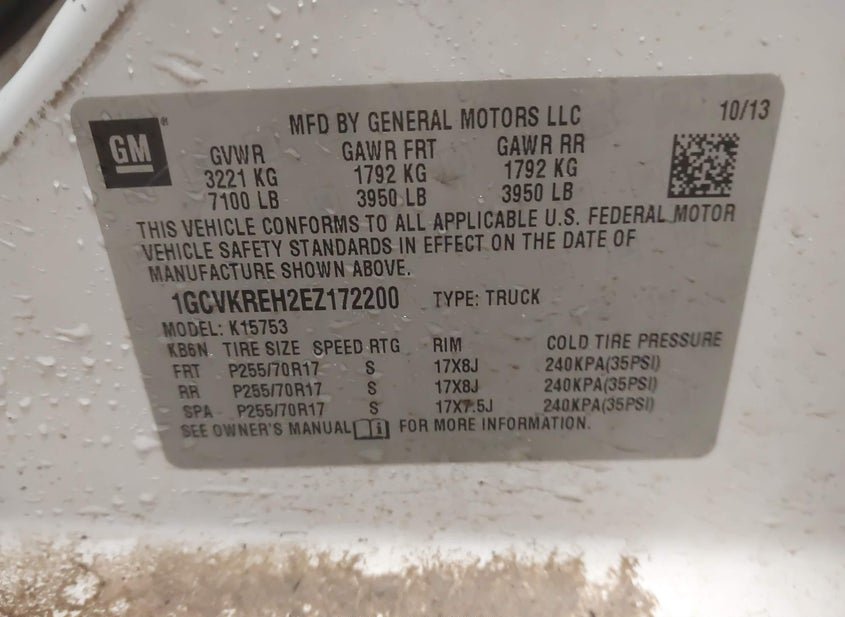 GM ®
MFD BY GENERAL MOTORS LLC 10/13
GVWR GAWR FRT GAWR RR
3221 KG 1792 KG 1792 KG
7100 LB 3950 LB 3950 LB
THIS VEHICLE CONFORMS TO ALL APPLICABLE U.S. FEDERAL MOTOR
VEHICLE SAFETY STANDARDS IN EFFECT ON THE DATE OF
MANUFACTURE SHOWN ABOVE.
1GCVKREH2EZ172200 TYPE: TRUCK
MODEL: K15753
KB6N TIRE SIZE SPEED RTG RIM COLD TIRE PRESSURE
FRT P255/70R17 S 17X8J 240KPA(35PSI)
RR P255/70R17 S 17X8J 240KPA(35PSI)
SPA P255/70R17 S 17X7.5J 240KPA(35PSI)
SEE OWNER'S MANUAL i FOR MORE INFORMATION.